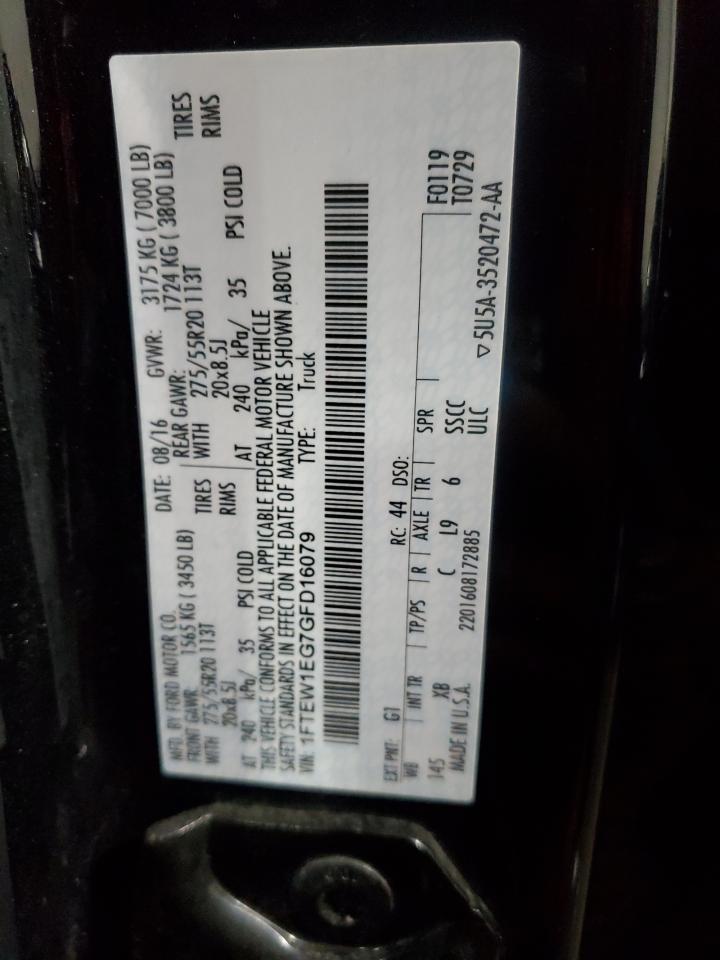 MFD. BY FORD MOTOR CO.
DATE: 08/16 GVWR: 3175 KG ( 7000 LB)
FRONT GAWR: 1565 KG ( 3450 LB) REAR GAWR: 1724 KG ( 3800 LB)
WITH 275/55R20 113T TIRES WITH 275/55R20 113T TIRES
20x8.5J RIMS 20x8.5J RIMS
AT 240 kPa/ 35 PSI COLD AT 240 kPa/ 35 PSI COLD
THIS VEHICLE CONFORMS TO ALL APPLICABLE FEDERAL MOTOR VEHICLE
SAFETY STANDARDS IN EFFECT ON THE DATE OF MANUFACTURE SHOWN ABOVE.
VIN: 1FTEW1EG7GFD16079 TYPE: Truck
EXT PNT: G1 RC: 44 DSO: F0119
WB INT TR TP/PS R AXLE TR SPR T0729
145 XB C L9 6 SSCC
MADE IN U.S.A. 2201608172885 ULC
▽5U5A-3520472-AA